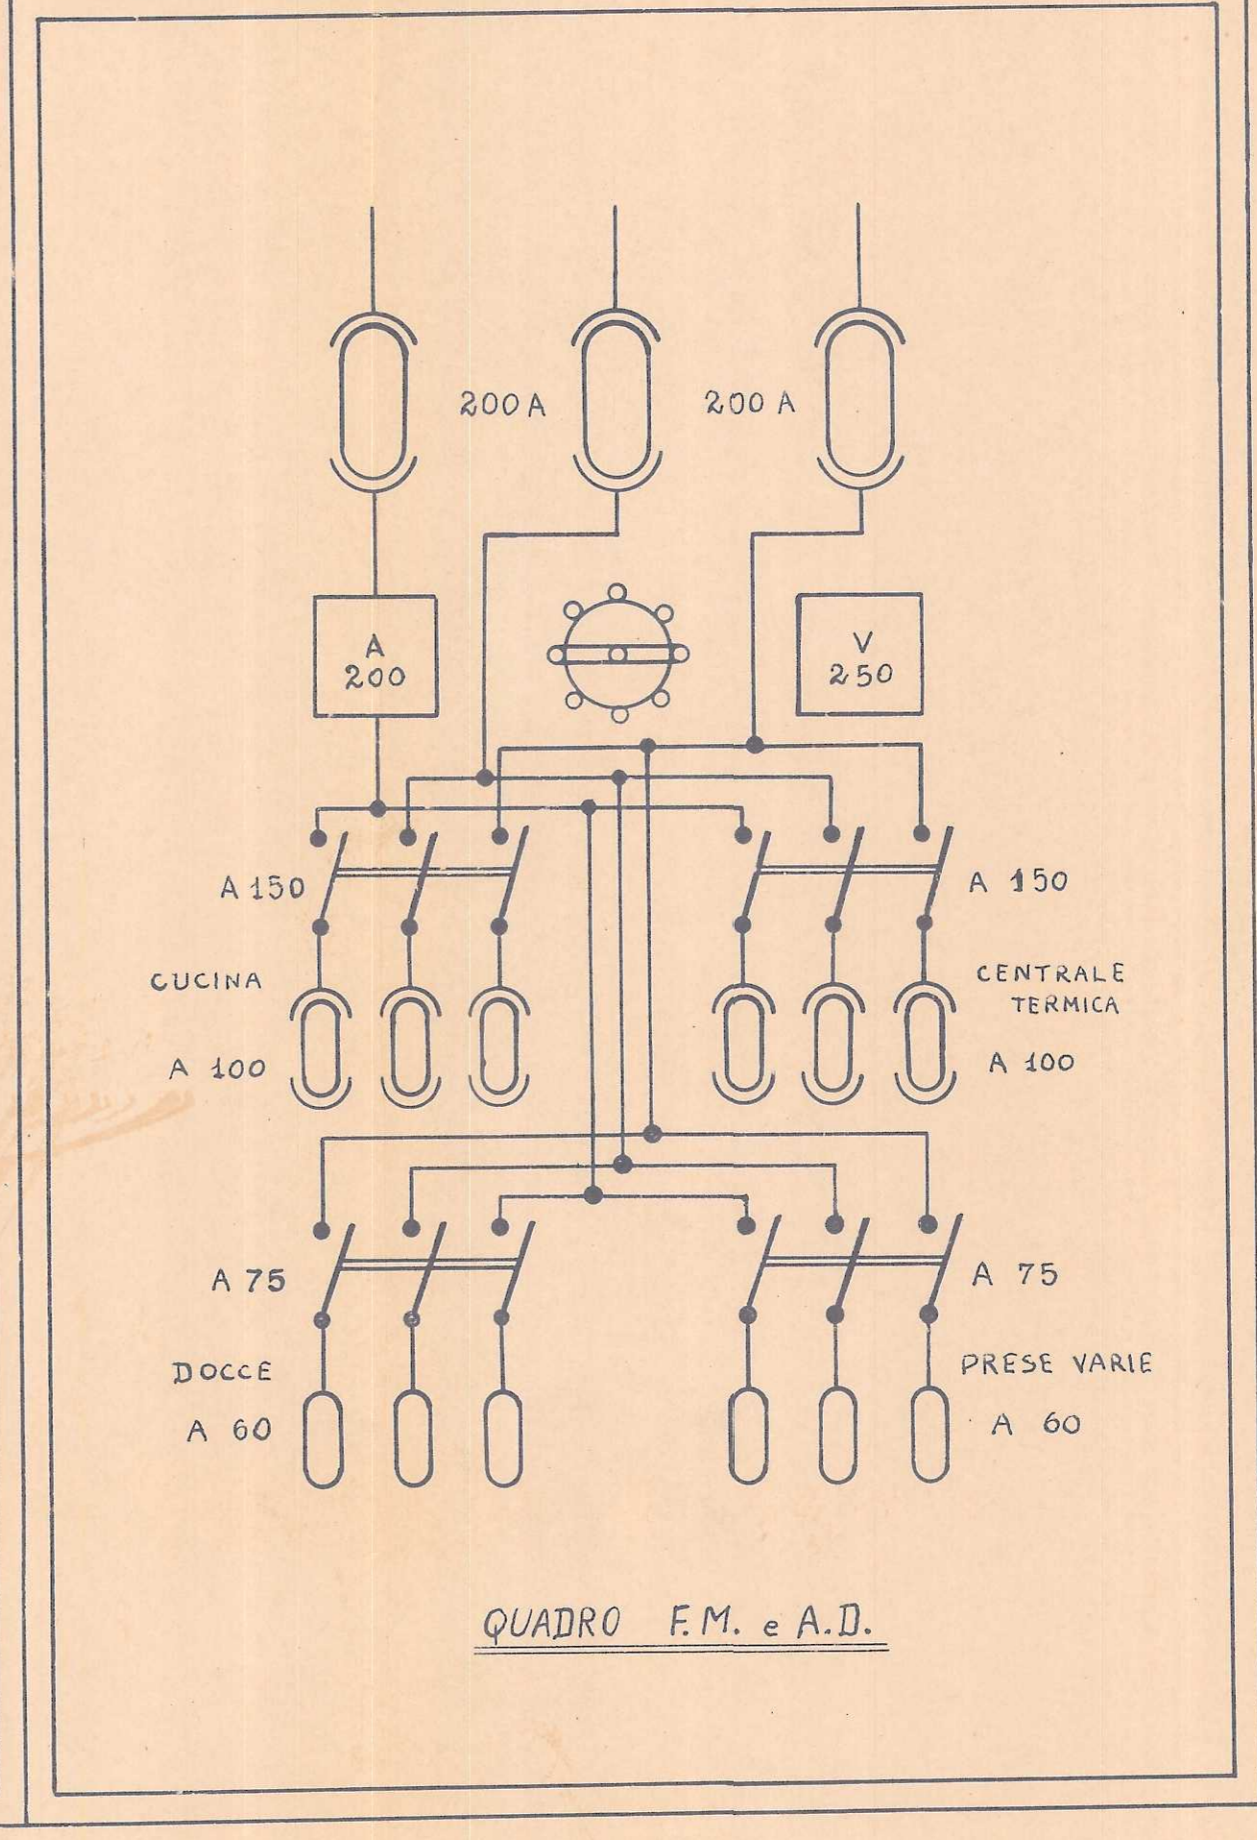 200 A
200 A
A
200
V
250
A 150
A 150
CUCINA
CENTRALE
TERMICA
A 100
A 100
A 75
A 75
DOCCE
PRESE VARIE
A 60
A 60
QUADRO F.M. e A.D.